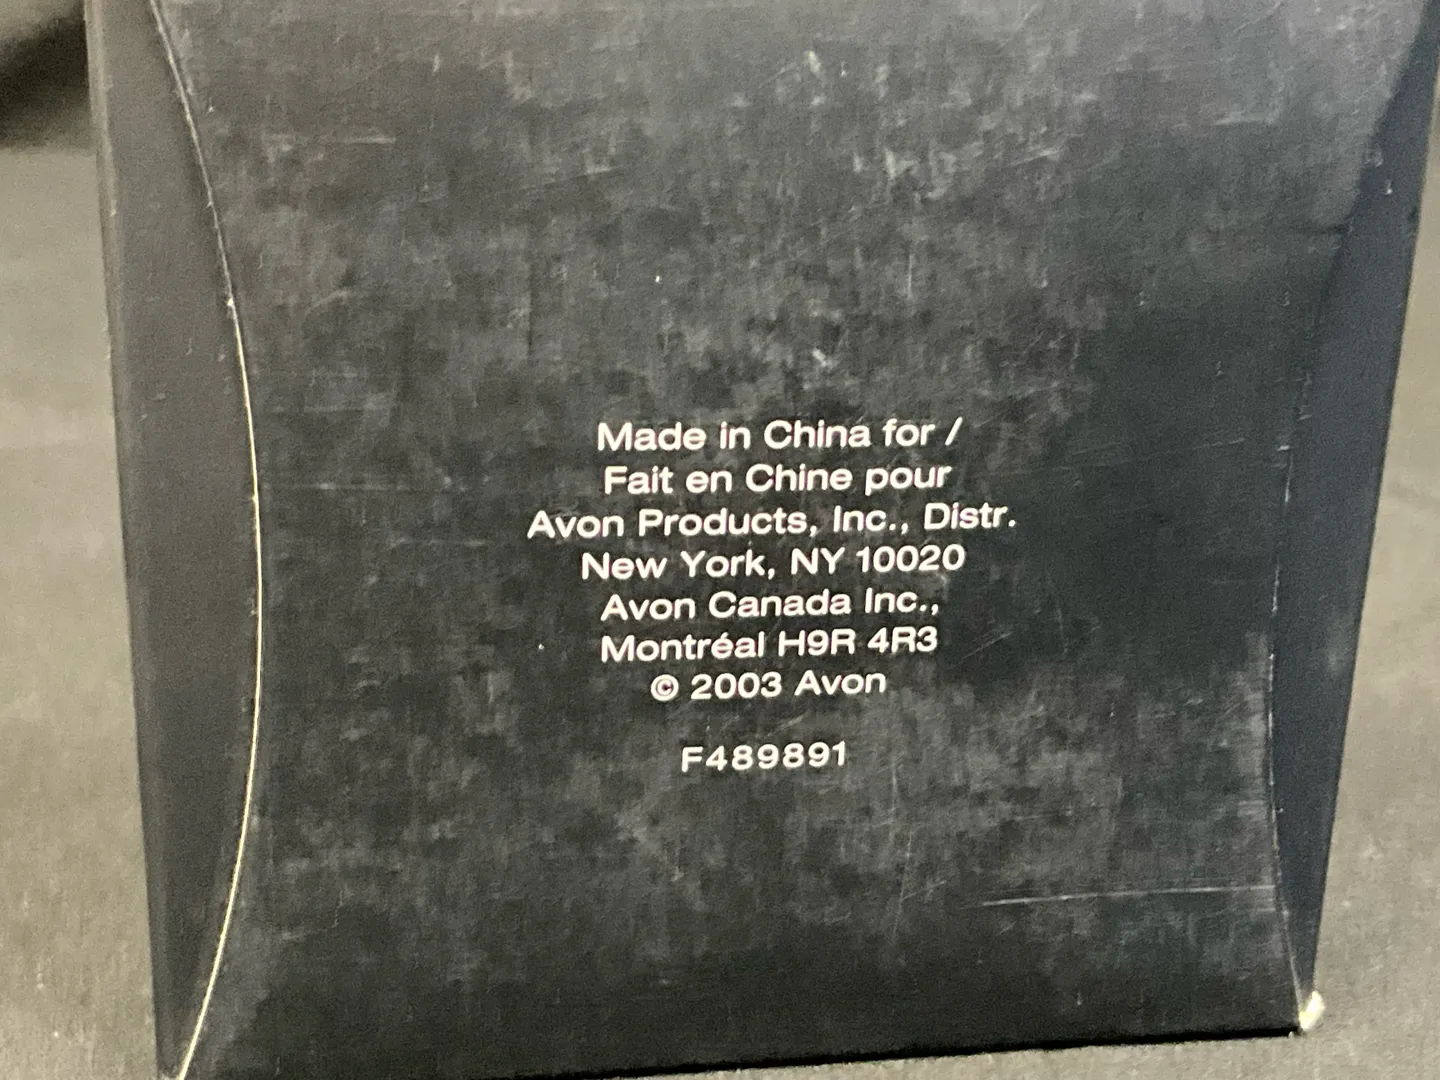 Made in China for /
Fait en Chine pour
Avon Products, Inc., Distr.
New York, NY 10020
Avon Canada Inc.,
Montréal H9R 4R3
© 2003 Avon
F489891